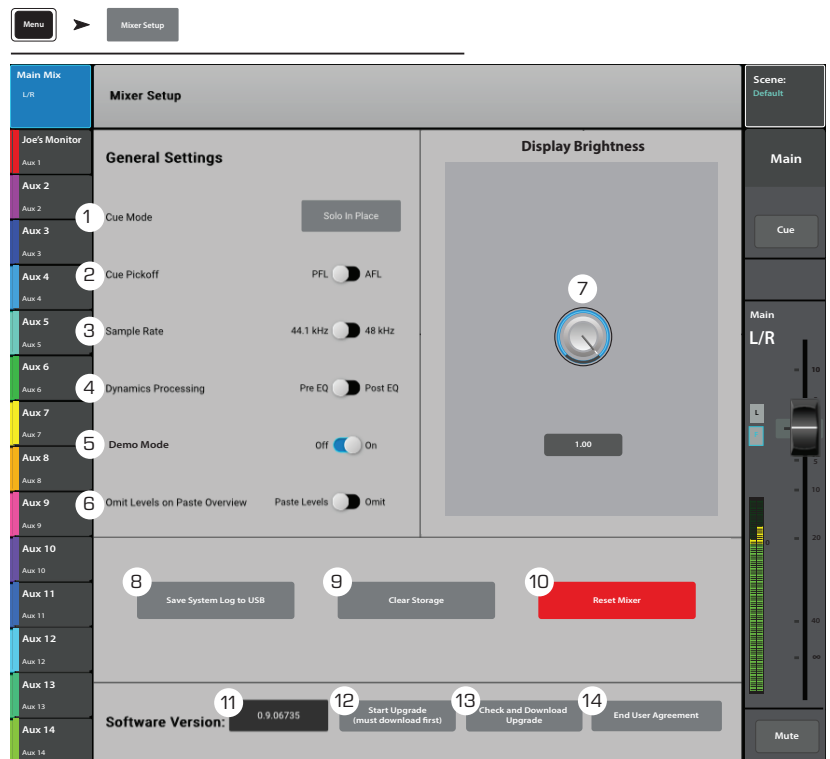 Menu
Mixer Setup
Main Mix
L/R
Mixer Setup
Scene:
Default
Joe's Monitor
Aux 1
Aux 2
Aux 2
Aux 3
Aux 3
Aux 4
Aux 4
Aux 5
Aux 5
Aux 6
Aux 6
Aux 7
Aux 7
Aux 8
Aux 8
Aux 9
Aux 9
Aux 10
Aux 10
Aux 11
Aux 11
Aux 12
Aux 12
Aux 13
Aux 13
Aux 14
Aux 14
General Settings
1 Cue Mode Solo In Place
2 Cue Pickoff PFL AFL
3 Sample Rate 44.1 kHz 48 kHz
4 Dynamics Processing Pre EQ Post EQ
5 Demo Mode Off On
6 Omit Levels on Paste Overview Paste Levels Omit
Display Brightness
7
1.00
8 Save System Log to USB
9 Clear Storage
10 Reset Mixer
Software Version:
11 0.9.06735
12 Start Upgrade
(must download first)
13 Check and Download
Upgrade
14 End User Agreement
Main
Cue
Main
L/R
10
L
5
10
0
20
40
∞
Mute